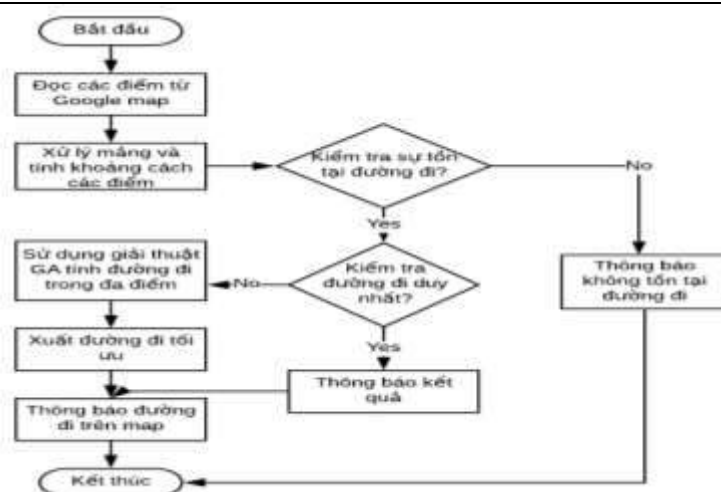 Bắt đầu
Đọc các điểm từ
Google map
Xử lý mảng và
tính khoảng cách
các điểm
Kiểm tra sự tồn
tại đường đi?
No
Yes
Sử dụng giải thuật
GA tính đường đi
trong đa điểm
No
Kiểm tra
đường đi duy
nhất?
Thông báo
không tồn tại
đường đi
Yes
Xuất đường đi tối
ưu
Thông báo kết
quả
Thông báo đường
đi trên map
Kết thúc